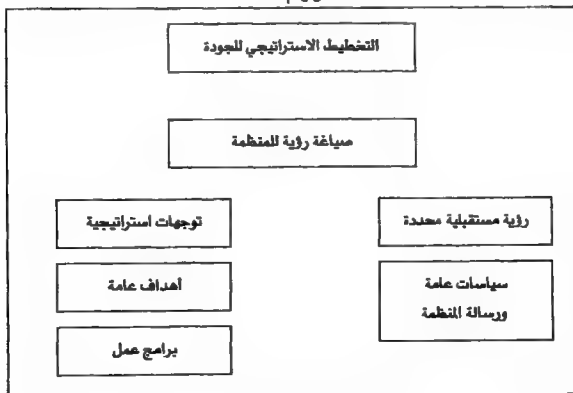 التخطيط الاستراتيجي للجودة
صياغة رؤية للمنظمة
رؤية مستقبلية محددة
توجهات استراتيجية
سياسات عامة
ورسالة المنظمة
أهداف عامة
برامج عمل